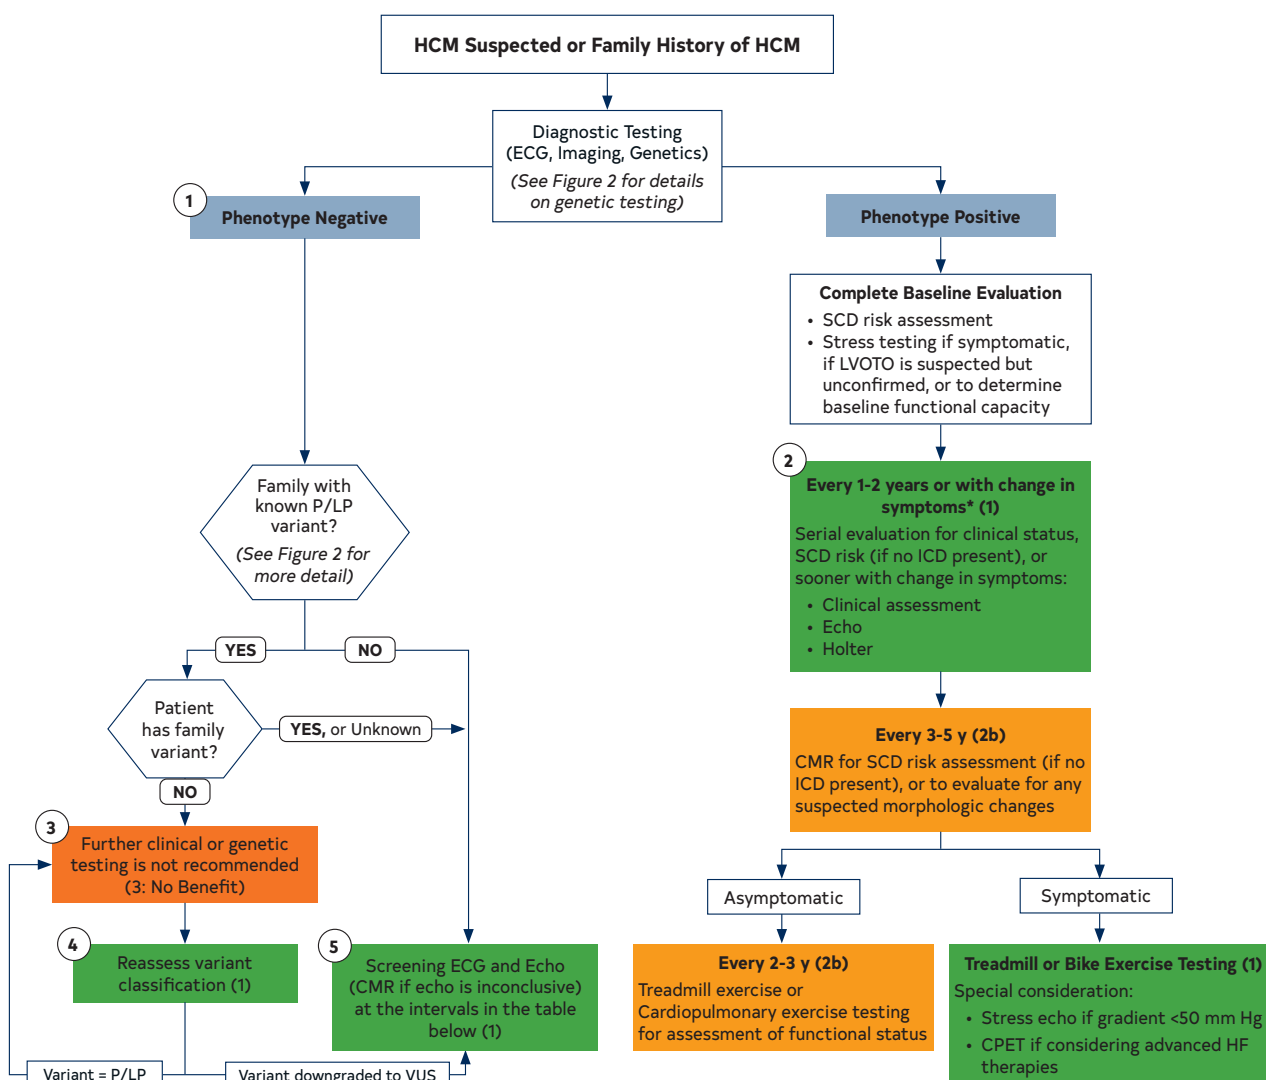 HCM Suspected or Family History of HCM
Diagnostic Testing
(ECG, Imaging, Genetics)
(See Figure 2 for details
on genetic testing)
1
Phenotype Negative
Phenotype Positive
Complete Baseline Evaluation
• SCD risk assessment
• Stress testing if symptomatic,
if LVOTO is suspected but
unconfirmed, or to determine
baseline functional capacity
2
Every 1-2 years or with change in
symptoms* (1)
Serial evaluation for clinical status,
SCD risk (if no ICD present), or
sooner with change in symptoms:
• Clinical assessment
• Echo
• Holter
Family with
known P/LP
variant?
(See Figure 2 for
more detail)
YES
NO
Patient
has family
variant?
YES, or Unknown
NO
Every 3-5 y (2b)
CMR for SCD risk assessment (if no
ICD present), or to evaluate for any
suspected morphologic changes
3
Further clinical or genetic
testing is not recommended
(3: No Benefit)
Asymptomatic
Symptomatic
4
Reassess variant
classification (1)
5
Screening ECG and Echo
(CMR if echo is inconclusive)
at the intervals in the table
below (1)
Every 2-3 y (2b)
Treadmill exercise or
Cardiopulmonary exercise testing
for assessment of functional status
Treadmill or Bike Exercise Testing (1)
Special consideration:
• Stress echo if gradient <50 mm Hg
• CPET if considering advanced HF
therapies
Variant = P/LP
Variant downgraded to VUS